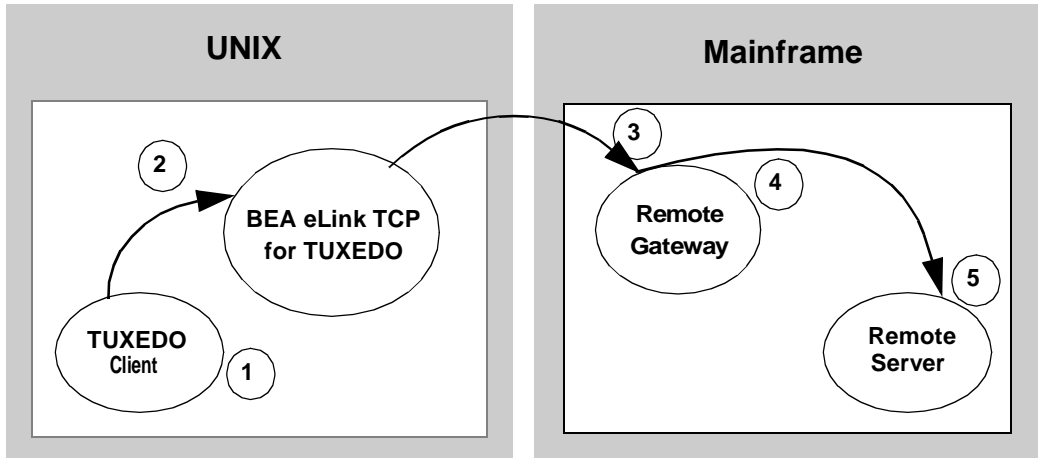 UNIX
2
BEA eLink TCP
for TUXEDO
TUXEDO
Client
1
Mainframe
3
4
Remote
Gateway
5
Remote
Server